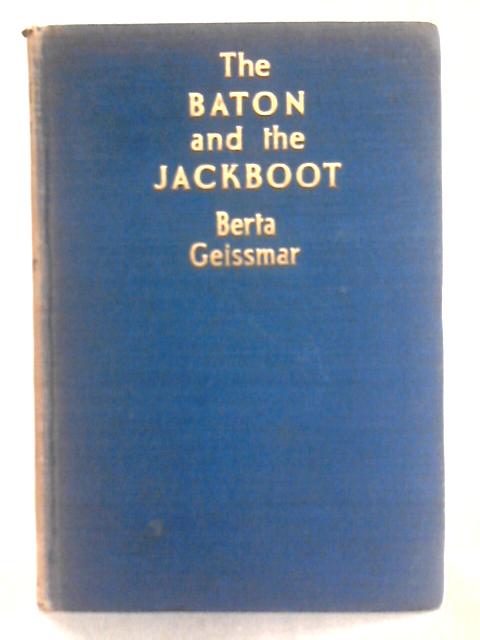 The
BATON
and the
JACKBOOT
Berta
Geissmar